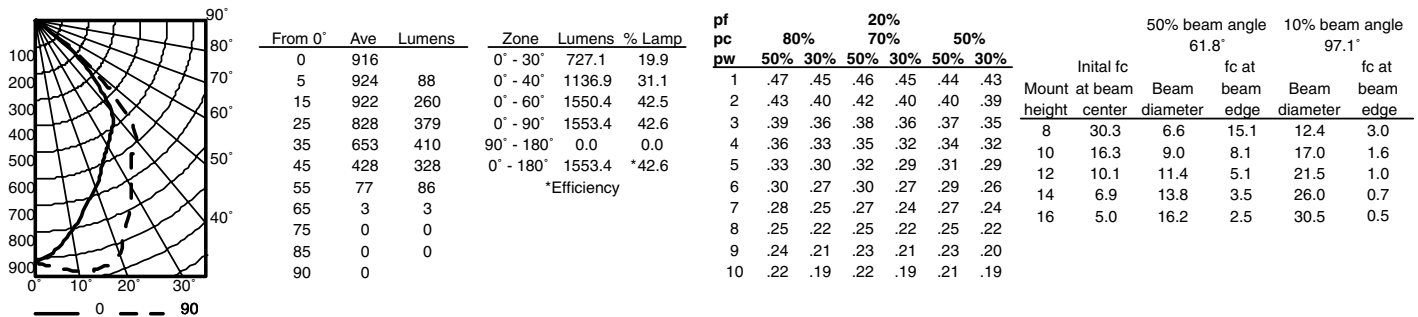 90°
80°
70°
60°
50°
40°
100
200
300
400
500
600
700
800
900
0° 10° 20° 30°
0 90
From 0° Ave Lumens
0 916
5 924 88
15 922 260
25 828 379
35 653 410
45 428 328
55 77 86
65 3 3
75 0 0
85 0 0
90 0
Zone Lumens % Lamp
0° - 30° 727.1 19.9
0° - 40° 1136.9 31.1
0° - 60° 1550.4 42.5
0° - 90° 1553.4 42.6
90° - 180° 0.0 0.0
0° - 180° 1553.4 *42.6
*Efficiency
pf 20%
pc 80% 70% 50%
pw 50% 30% 50% 30% 50% 30%
1 .47 .45 .46 .45 .44 .43
2 .43 .40 .42 .40 .40 .39
3 .39 .36 .38 .36 .37 .35
4 .36 .33 .35 .32 .34 .32
5 .33 .30 .32 .29 .31 .29
6 .30 .27 .30 .27 .29 .26
7 .28 .25 .27 .24 .27 .24
8 .25 .22 .25 .22 .25 .22
9 .24 .21 .23 .21 .23 .20
10 .22 .19 .22 .19 .21 .19
50% beam angle 10% beam angle
61.8° 97.1°
Inital fc fc at fc at
Mount at beam Beam beam Beam beam
height center diameter edge diameter edge
8 30.3 6.6 15.1 12.4 3.0
10 16.3 9.0 8.1 17.0 1.6
12 10.1 11.4 5.1 21.5 1.0
14 6.9 13.8 3.5 26.0 0.7
16 5.0 16.2 2.5 30.5 0.5